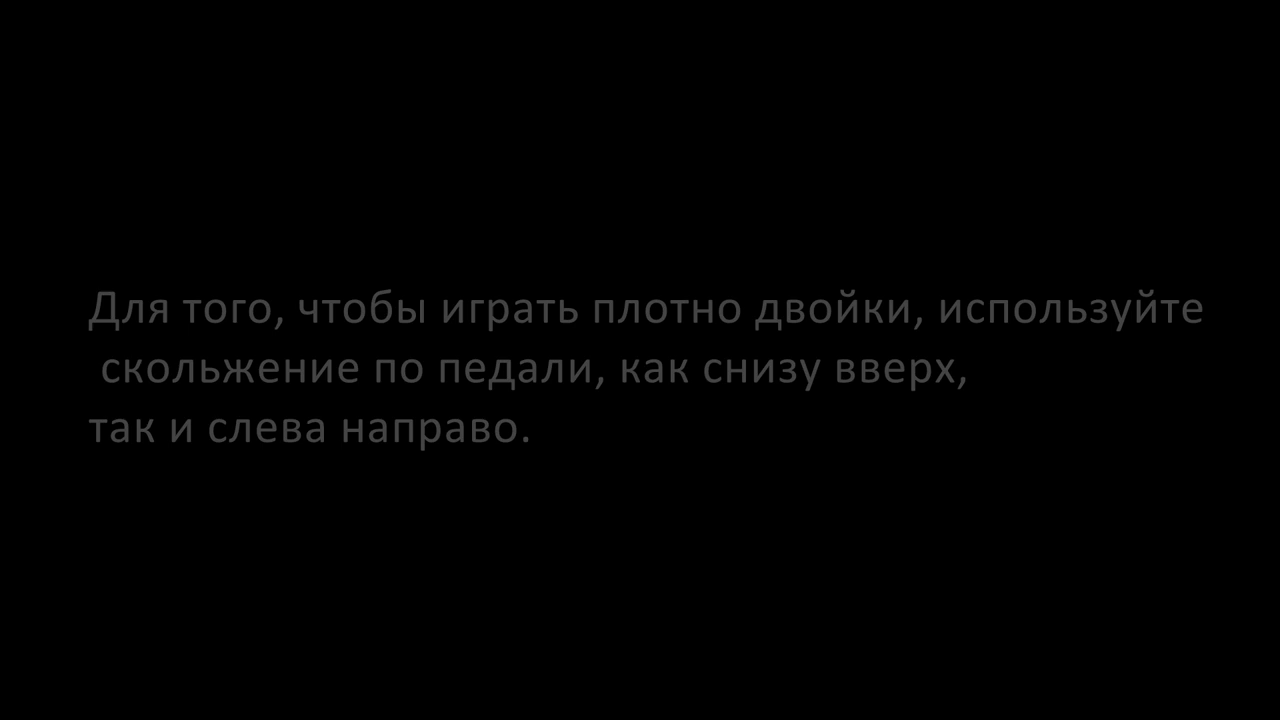 Для того, чтобы играть плотно двойки, используйте
скольжение по педали, как снизу вверх,
так и слева направо.